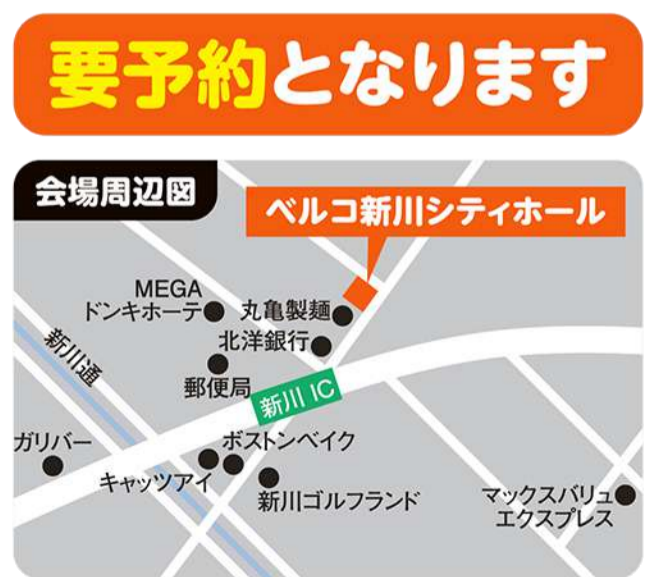 要予約となります
会場周辺図
ベルコ新川シティホール
MEGA
ドンキホーテ
丸亀製麺
北洋銀行
新川通
郵便局
新川 IC
ガリバー
ボストンベイク
キャッツアイ
新川ゴルフランド
マックスバリュ
エクスプレス